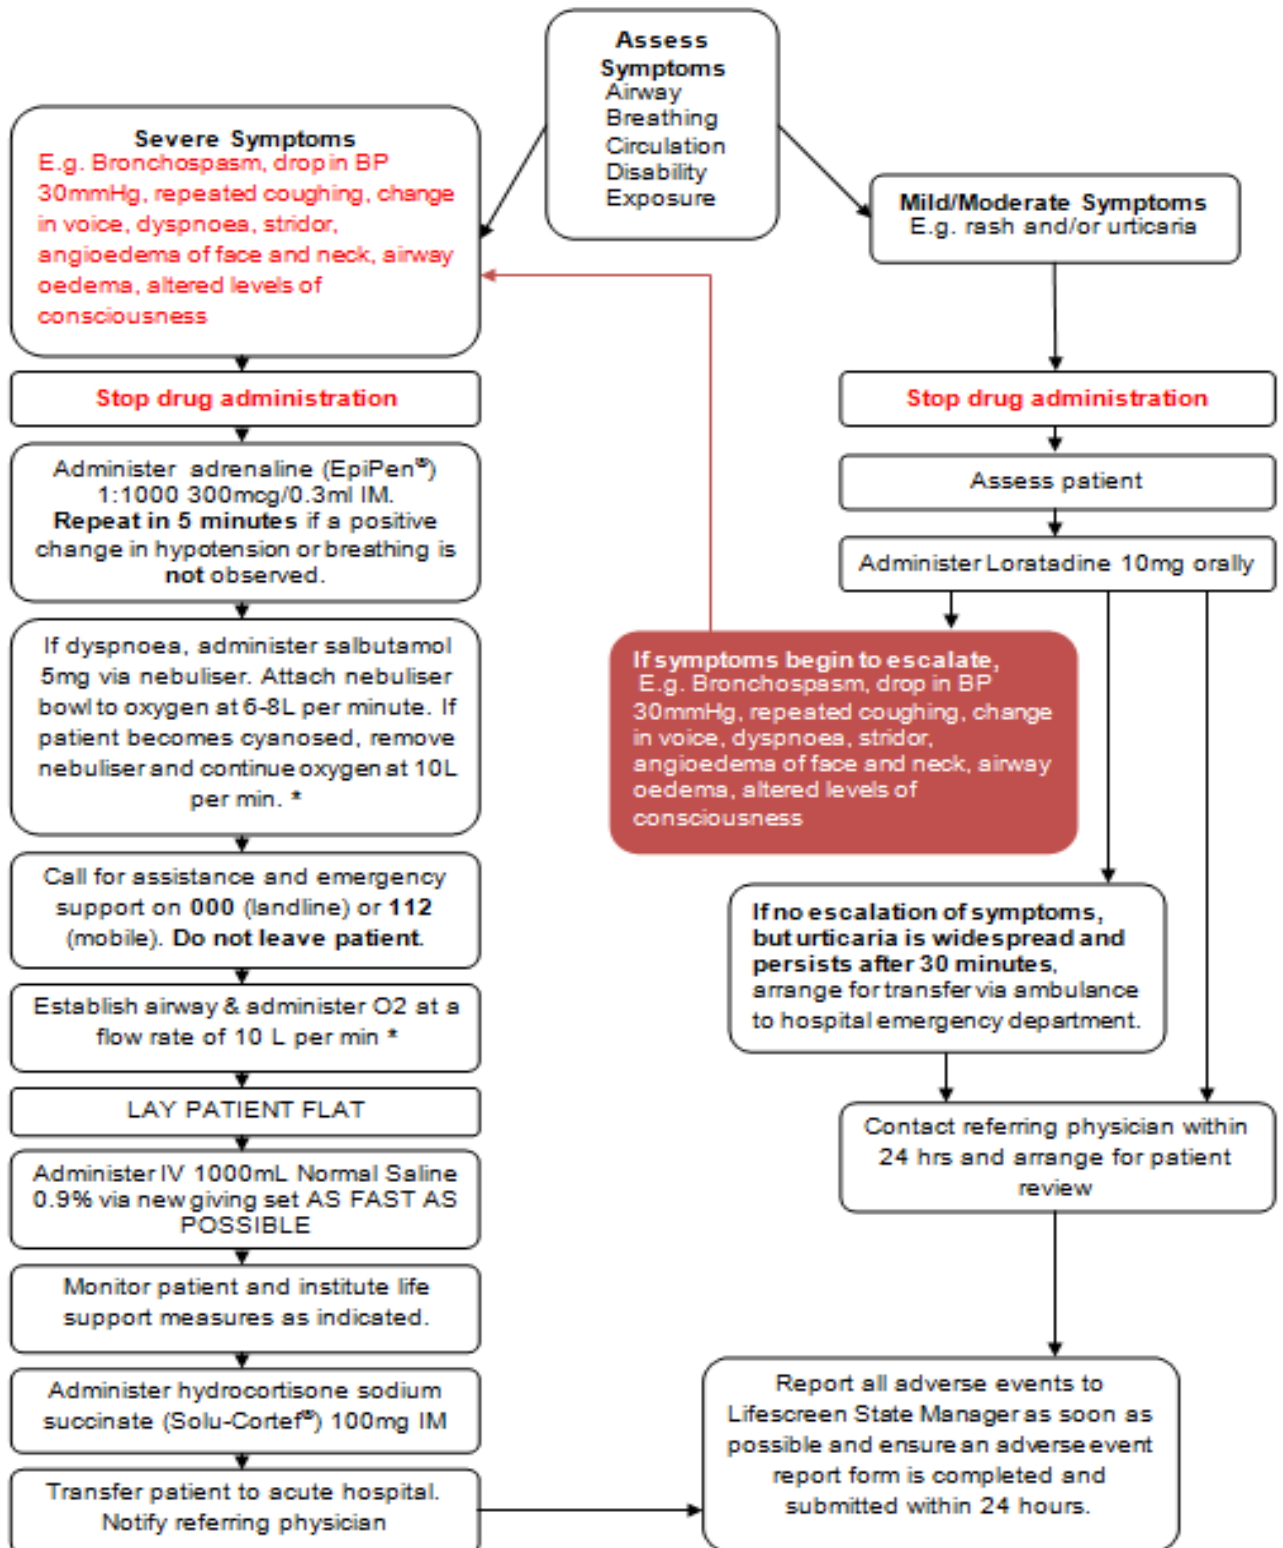 Assess
Symptoms
Airway
Breathing
Circulation
Disability
Exposure
Severe Symptoms
E.g. Bronchospasm, drop in BP
30mmHg, repeated coughing, change
in voice, dyspnoea, stridor,
angioedema of face and neck, airway
oedema, altered levels of
consciousness
Stop drug administration
Administer adrenaline (EpiPen®)
1:1000 300mcg/0.3ml IM.
Repeat in 5 minutes if a positive
change in hypotension or breathing is
not observed.
If dyspnoea, administer salbutamol
5mg via nebuliser. Attach nebuliser
bowl to oxygen at 6-8L per minute. If
patient becomes cyanosed, remove
nebuliser and continue oxygen at 10L
per min. *
Call for assistance and emergency
support on 000 (landline) or 112
(mobile). Do not leave patient.
Establish airway & administer O2 at a
flow rate of 10 L per min *
LAY PATIENT FLAT
Administer IV 1000mL Normal Saline
0.9% via new giving set AS FAST AS
POSSIBLE
Monitor patient and institute life
support measures as indicated.
Administer hydrocortisone sodium
succinate (Solu-Cortef®) 100mg IM
Transfer patient to acute hospital.
Notify referring physician
Mild/Moderate Symptoms
E.g. rash and/or urticaria
Stop drug administration
Assess patient
Administer Loratadine 10mg orally
If symptoms begin to escalate,
E.g. Bronchospasm, drop in BP
30mmHg, repeated coughing, change
in voice, dyspnoea, stridor,
angioedema of face and neck, airway
oedema, altered levels of
consciousness
If no escalation of symptoms,
but urticaria is widespread and
persists after 30 minutes,
arrange for transfer via ambulance
to hospital emergency department.
Contact referring physician within
24 hrs and arrange for patient
review
Report all adverse events to
Lifescreen State Manager as soon as
possible and ensure an adverse event
report form is completed and
submitted within 24 hours.